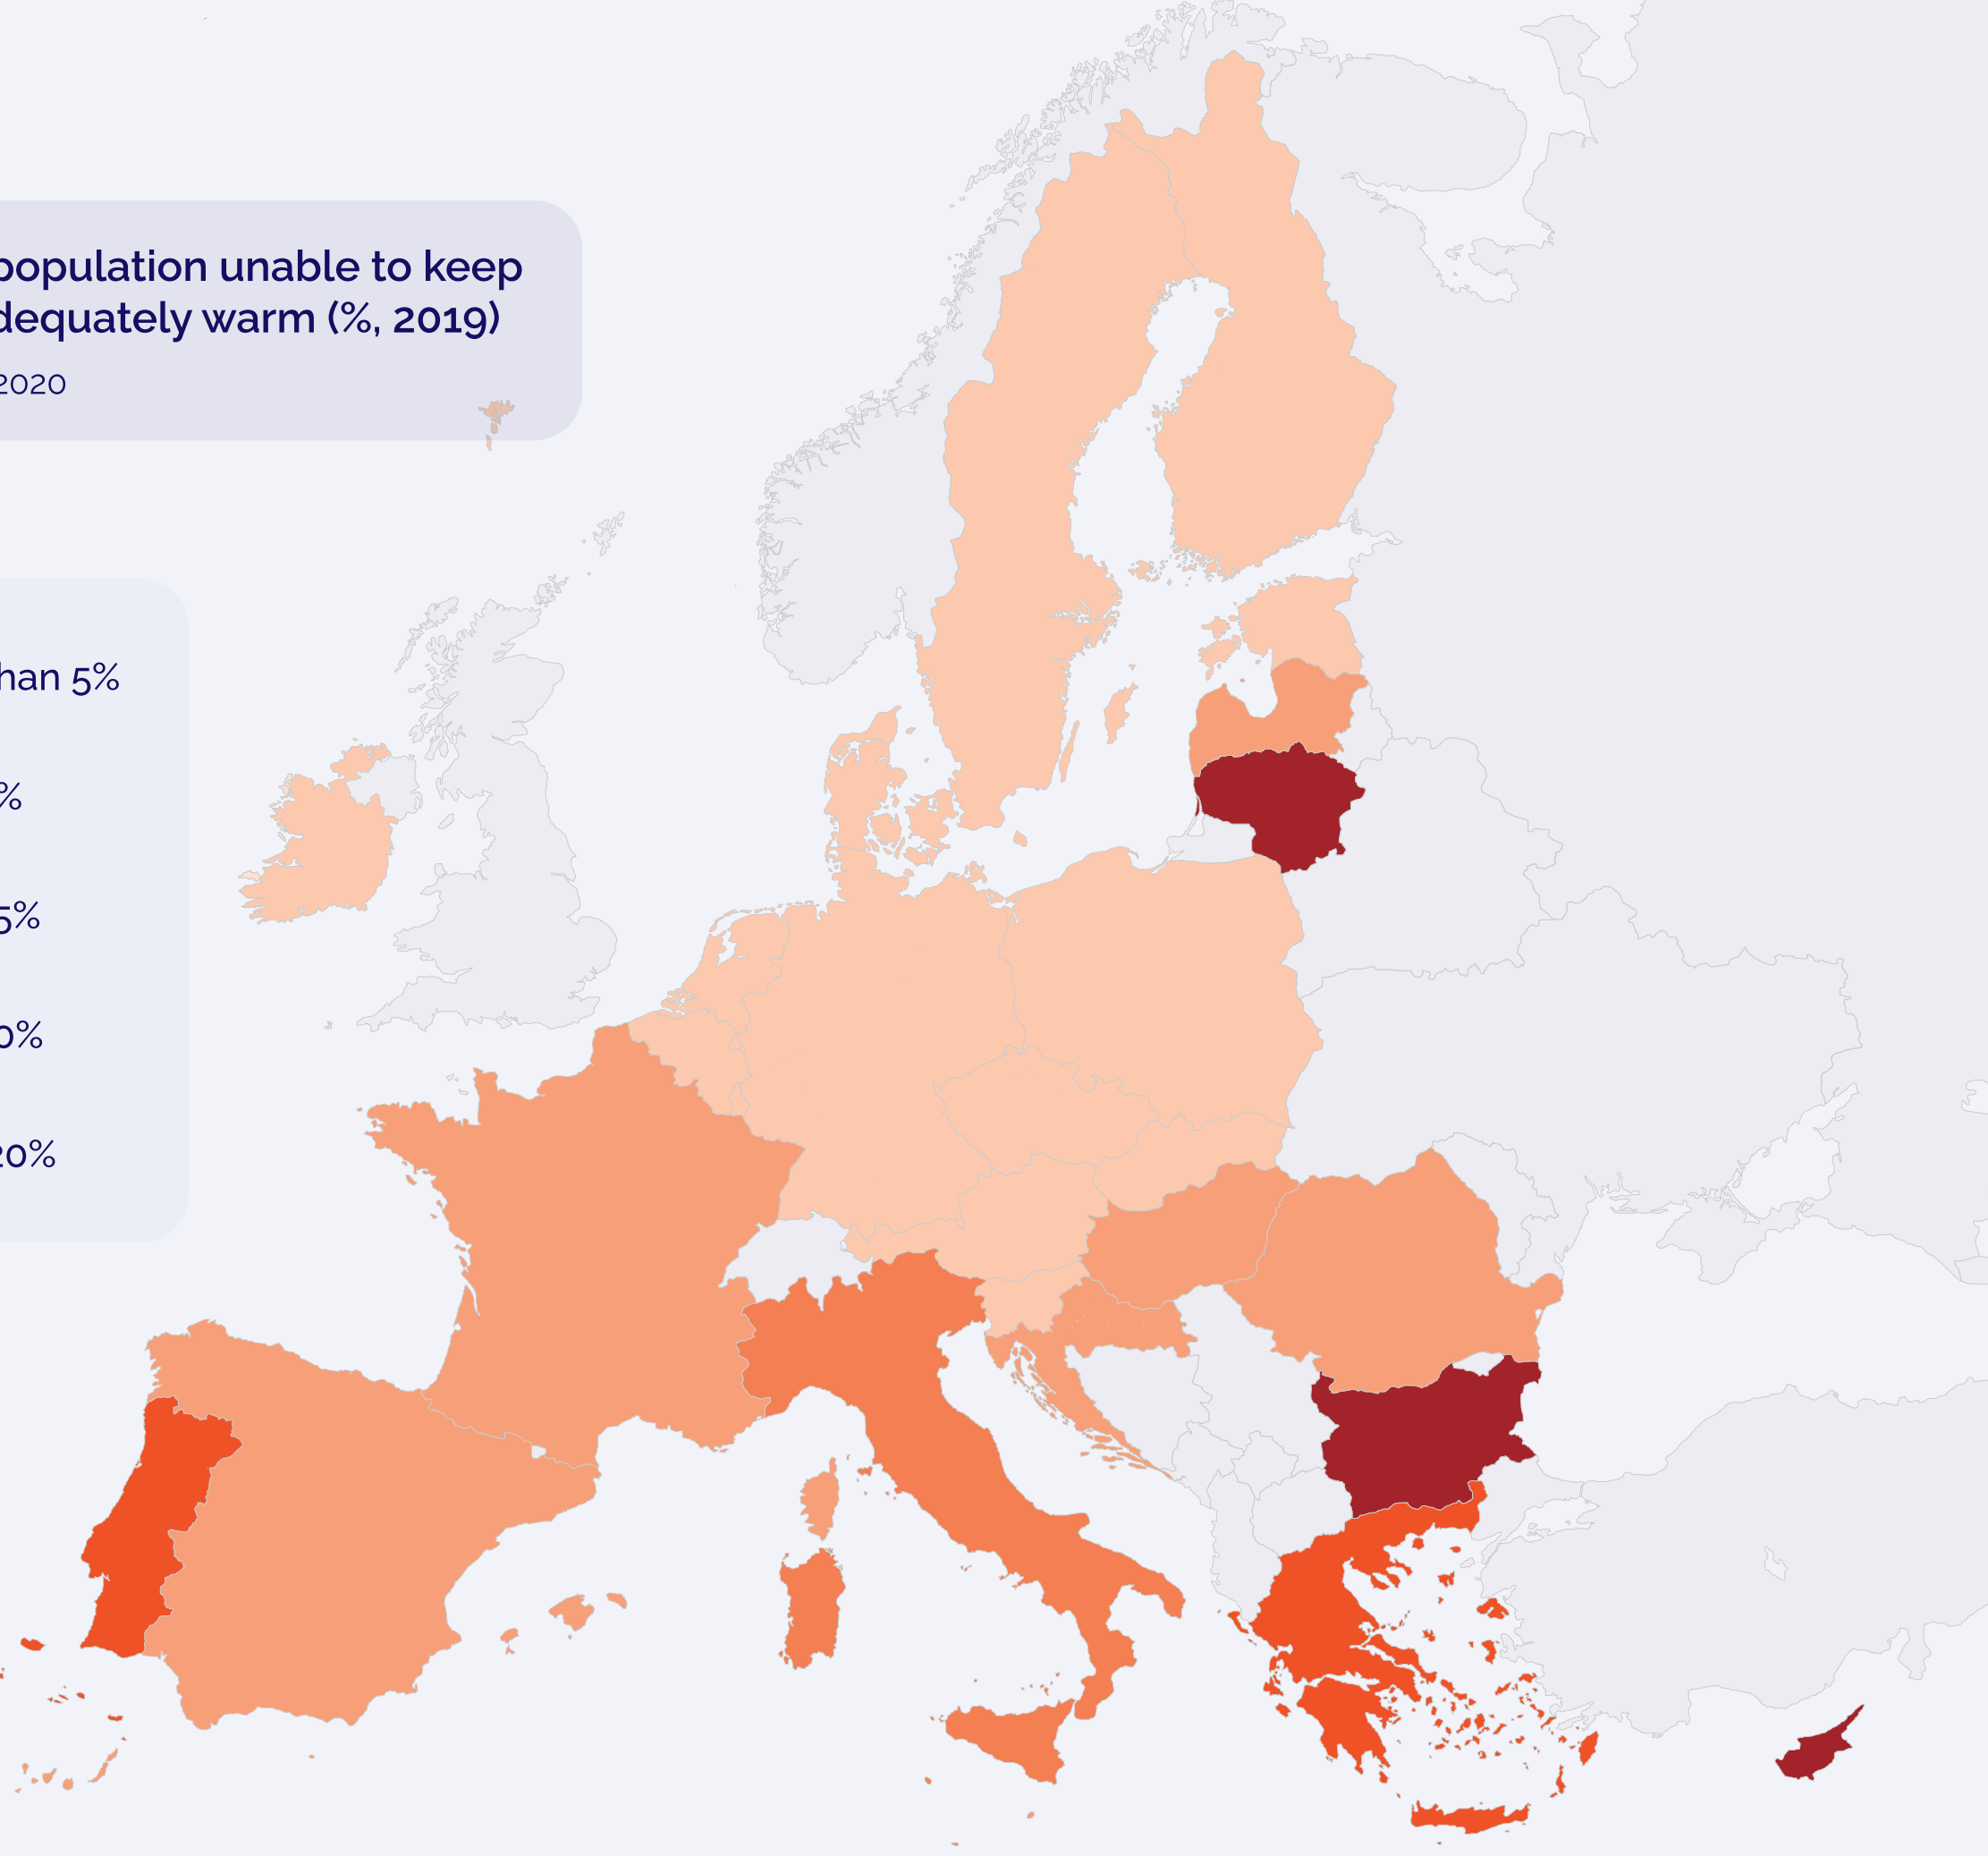 population unable to keep
dequately warm (%, 2019)
2020
han 5%
%
5%
0%
20%